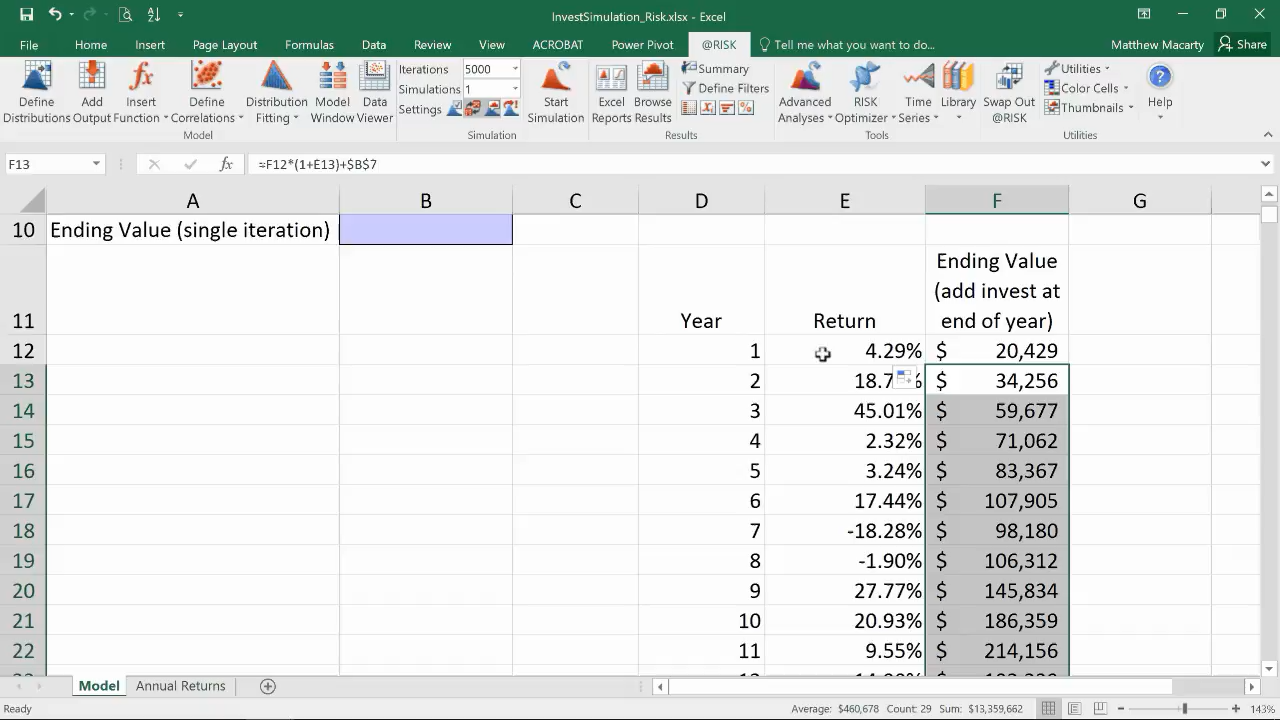 InvestSimulation_Risk.xlsx - Excel
File Home Insert Page Layout Formulas Data Review View ACROBAT Power Pivot @RISK Tell me what you want to do... Matthew Macarty Share
Define Distributions
Add Output
Insert Function
Define Correlations
Distribution Fitting
Model Window
Data Viewer
Model
Iterations 5000
Simulations 1
Settings
Start Simulation
Simulation
Excel Reports
Browse Results
Summary
Define Filters
Results
Advanced Analyses
RISK Optimizer
Time Series
Library
Tools
Swap Out @RISK
Utilities
Color Cells
Thumbnails
Help
Utilities
F13 fx =F12*(1+E13)+$B$7
A B C D E F G
10 Ending Value (single iteration)
Ending Value
(add invest at
11 Year Return end of year)
12 1 4.29% $ 20,429
13 2 18.7 % $ 34,256
14 3 45.01% $ 59,677
15 4 2.32% $ 71,062
16 5 3.24% $ 83,367
17 6 17.44% $ 107,905
18 7 -18.28% $ 98,180
19 8 -1.90% $ 106,312
20 9 27.77% $ 145,834
21 10 20.93% $ 186,359
22 11 9.55% $ 214,156
Model Annual Returns
Ready Average: $460,678 Count: 29 Sum: $13,359,662 143%